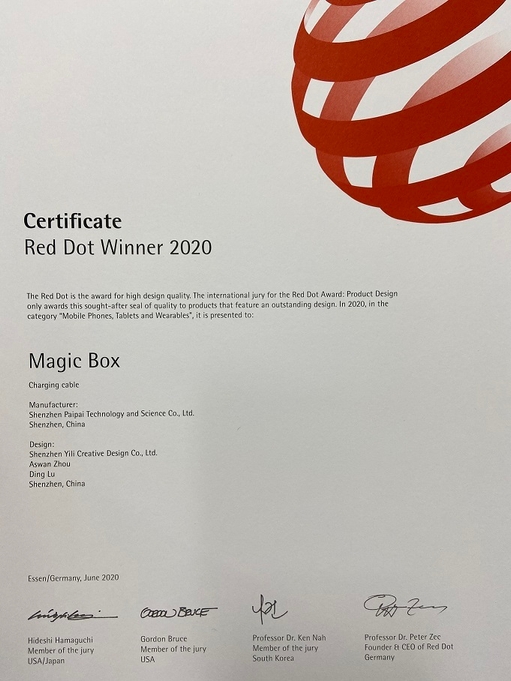 Certificate
Red Dot Winner 2020
The Red Dot is the award for high design quality. The international jury for the Red Dot Award: Product Design
only awards this sought-after seal of quality to products that feature an outstanding design. In 2020, in the
category "Mobile Phones, Tablets and Wearables", it is presented to:
Magic Box
Charging cable
Manufacturer:
Shenzhen Paipai Technology and Science Co., Ltd.
Shenzhen, China
Design:
Shenzhen Yili Creative Design Co., Ltd.
Aswan Zhou
Ding Lu
Shenzhen, China
Essen/Germany, June 2020
GORDON BRUCE
Hideshi Hamaguchi
Member of the jury
USA/Japan
Gordon Bruce
Member of the jury
USA
Professor Dr. Ken Nah
Member of the jury
South Korea
Professor Dr. Peter Zec
Founder & CEO of Red Dot
Germany